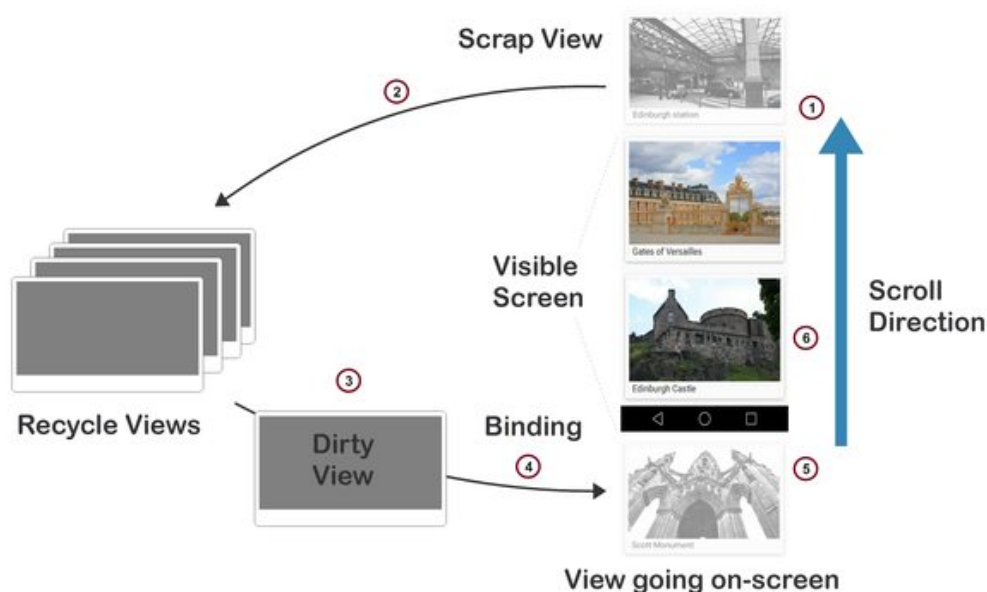 Scrap View
2
1
Edinburgh station
Gates of Versailles
Visible
Screen
Scroll
Direction
6
Edinburgh Castle
3
Recycle Views
Dirty
View
Binding
4
5
Scott Monument
View going on-screen